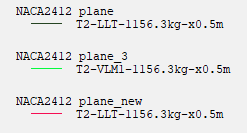 NACA2412 plane
T2-LLT-1156.3kg-x0.5m
NACA2412 plane_3
T2-VLM1-1156.3kg-x0.5m
NACA2412 plane_new
T2-LLT-1156.3kg-x0.5m